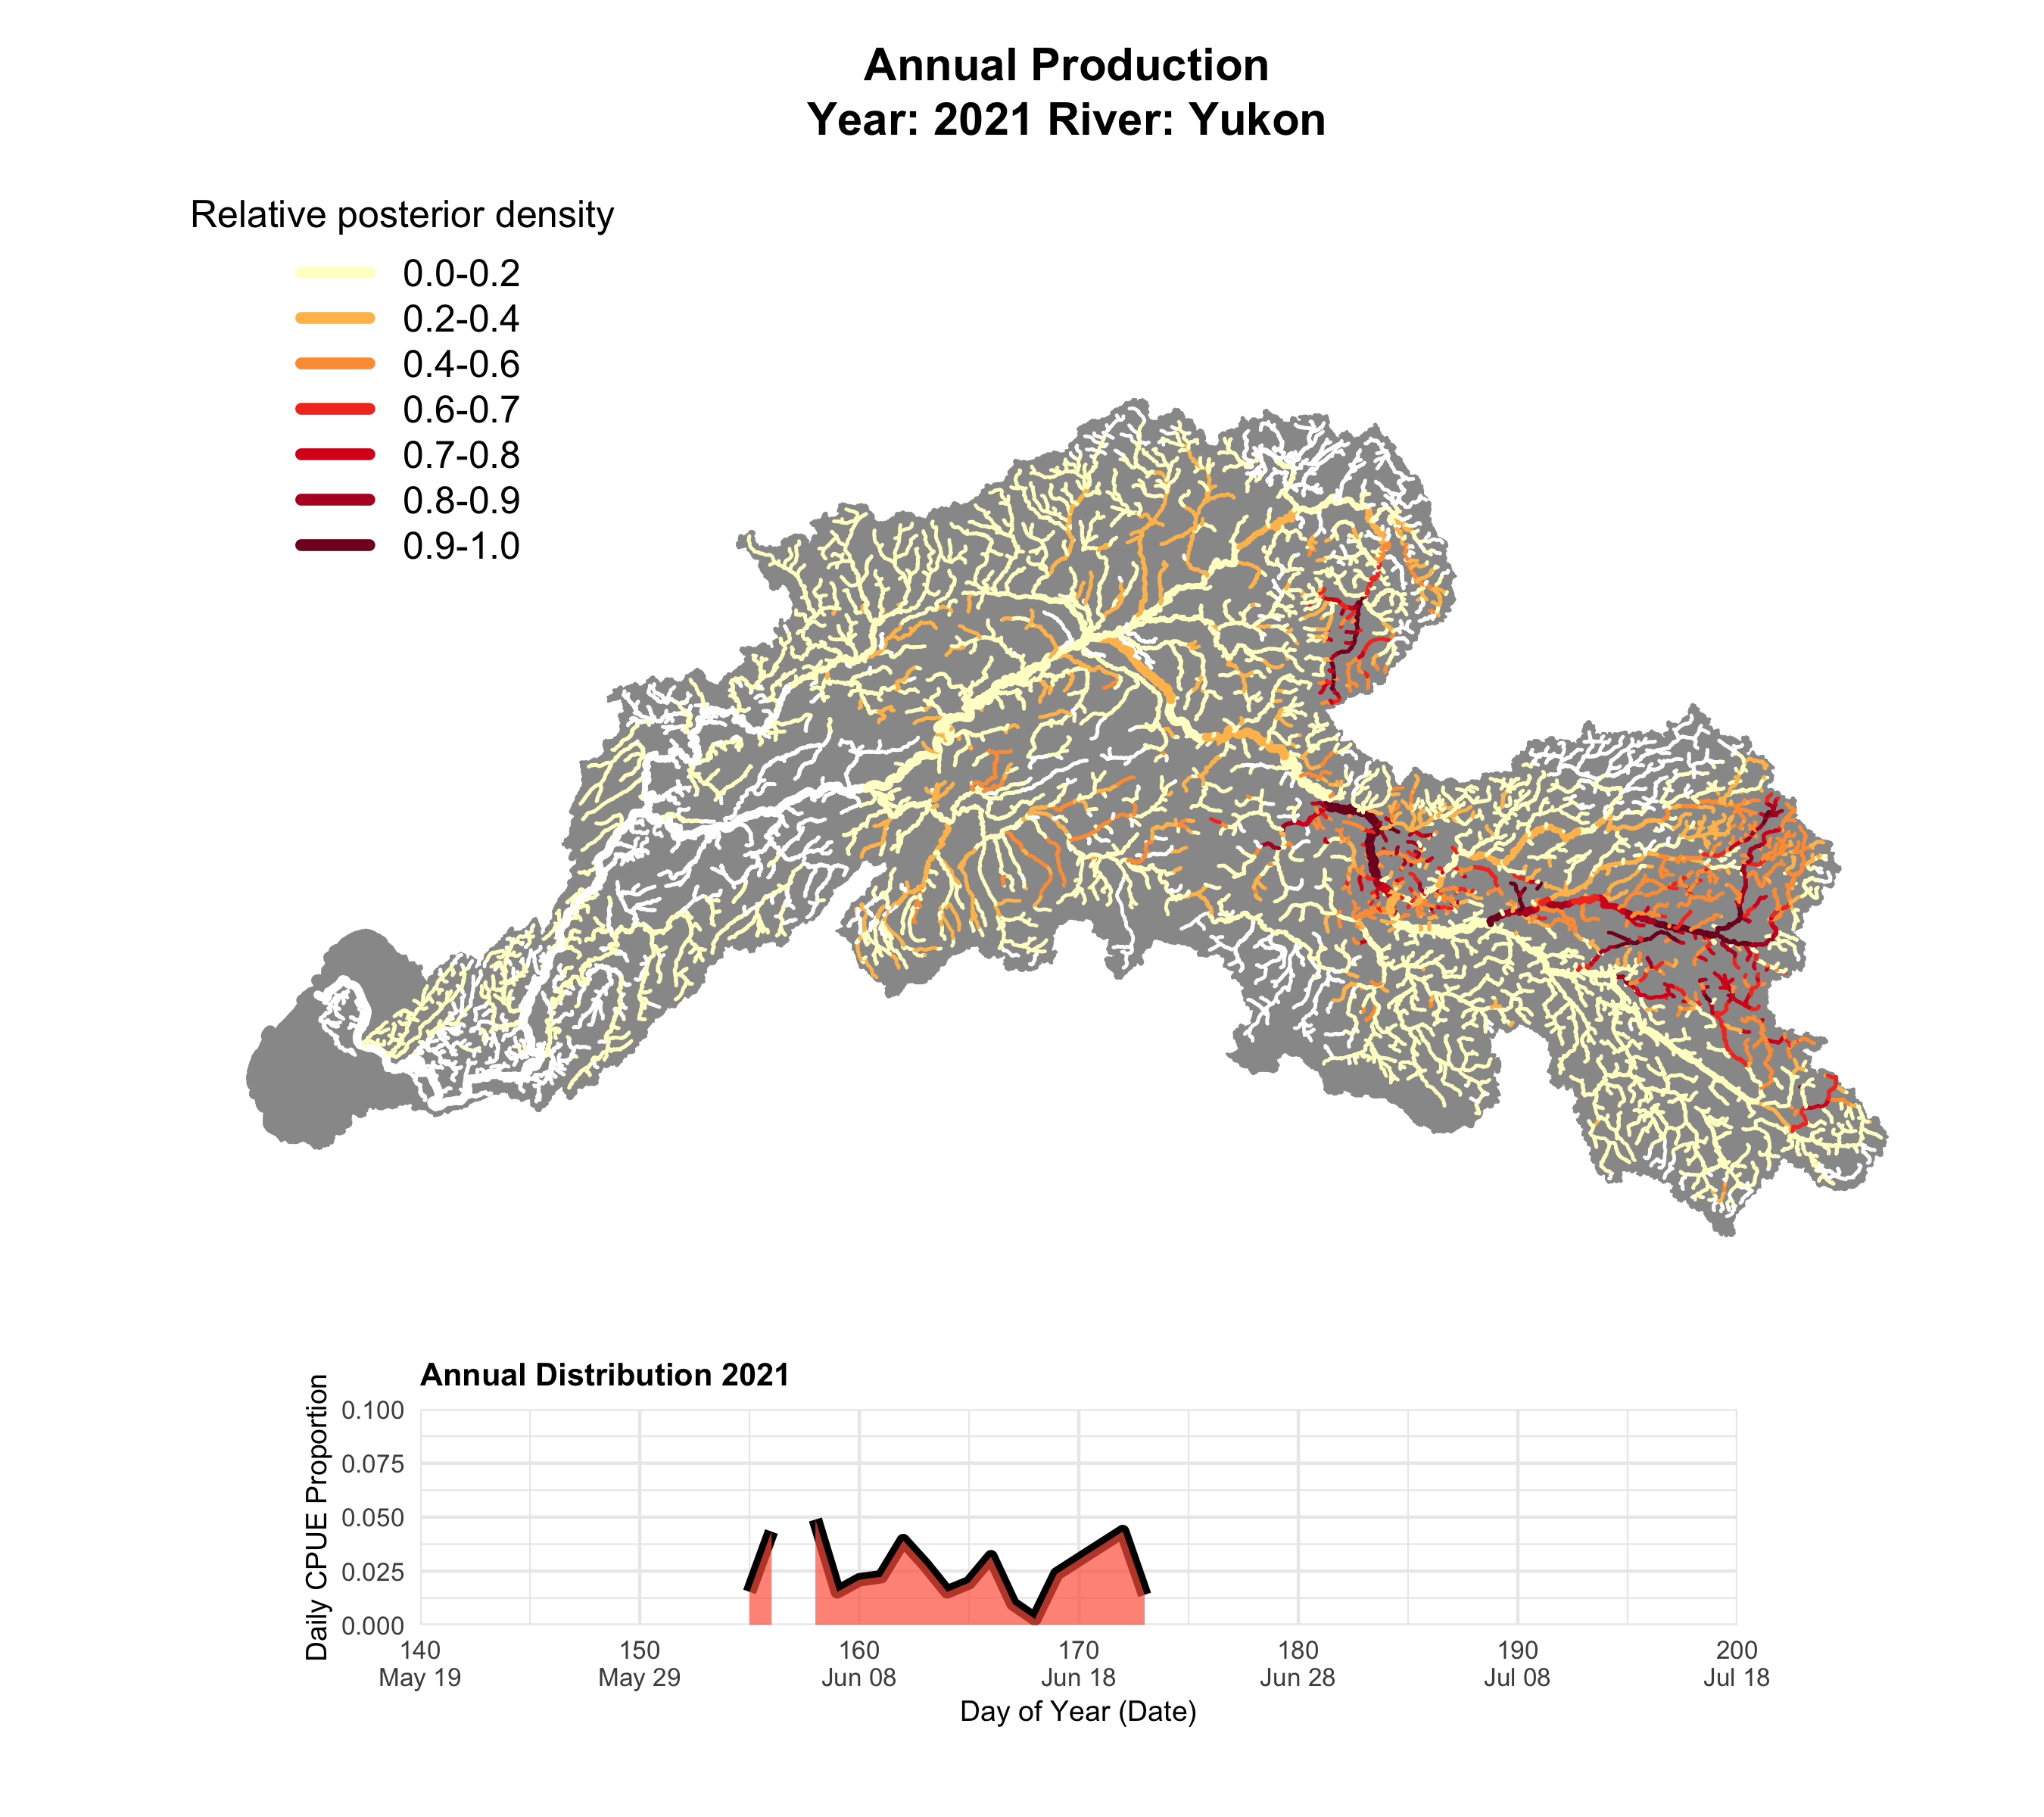 Annual Production
Year: 2021 River: Yukon
Relative posterior density
0.0-0.2
0.2-0.4
0.4-0.6
0.6-0.7
0.7-0.8
0.8-0.9
0.9-1.0
Annual Distribution 2021
Daily CPUE Proportion
0.100
0.075
0.050
0.025
0.000
140 150 160 170 180 190 200
May 19 May 29 Jun 08 Jun 18 Jun 28 Jul 08 Jul 18
Day of Year (Date)